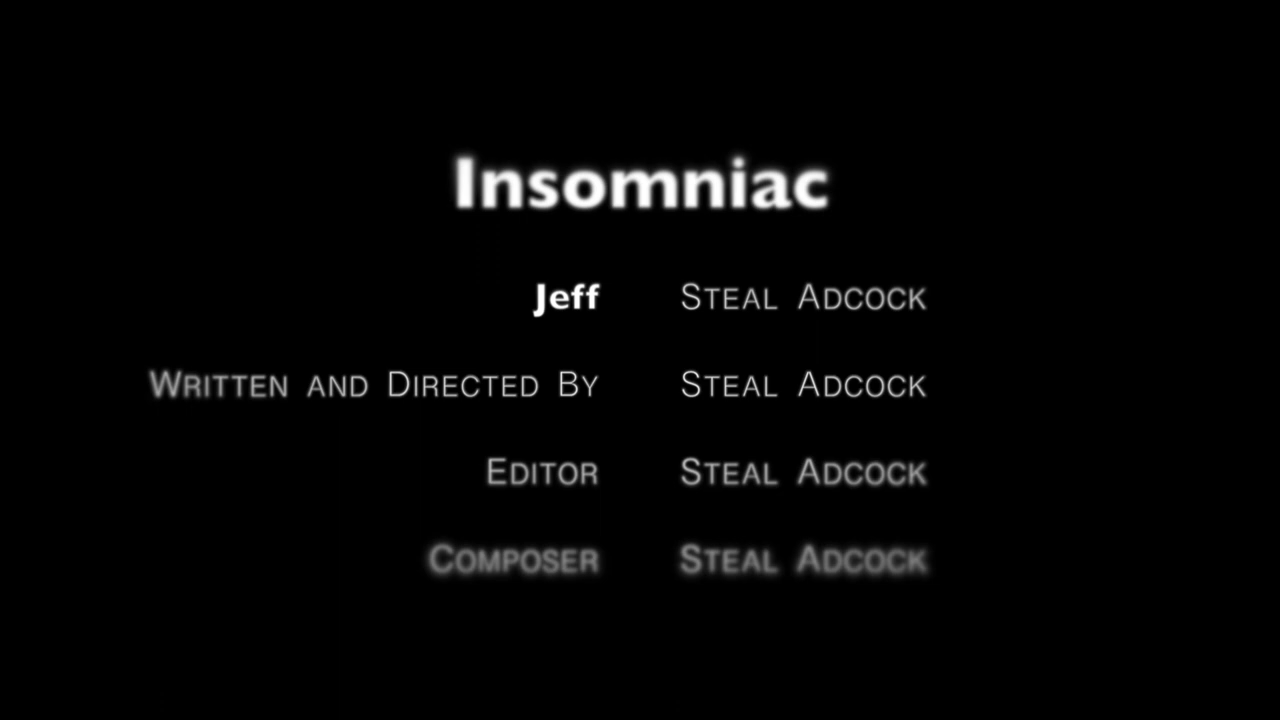 Insomniac
Jeff Steal Adcock
Written and Directed By Steal Adcock
Editor Steal Adcock
Composer Steal Adcock